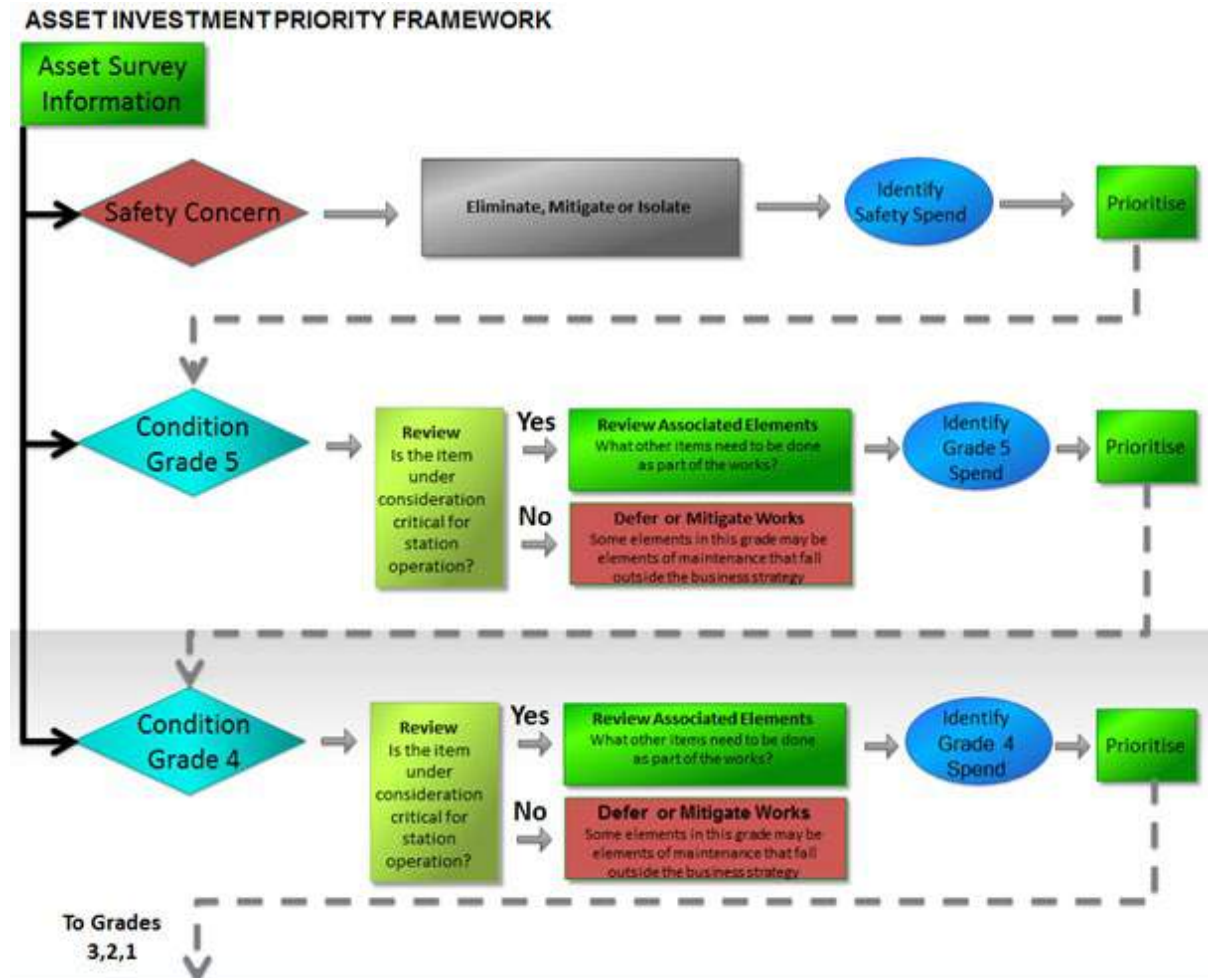 ASSET INVESTMENT PRIORITY FRAMEWORK
Asset Survey
Information
Safety Concern
Eliminate, Mitigate or Isolate
Identify
Safety Spend
Prioritise
Condition
Grade 5
Review
Is the item
under
consideration
critical for
station
operation?
Yes
Review Associated Elements
What other items need to be done
as part of the works?
No
Defer or Mitigate Works
Some elements in this grade may be
elements of maintenance that fall
outside the business strategy
Identify
Grade 5
Spend
Prioritise
Condition
Grade 4
Review
Is the item
under
consideration
critical for
station
operation?
Yes
Review Associated Elements
What other items need to be done
as part of the works?
No
Defer or Mitigate Works
Some elements in this grade may be
elements of maintenance that fall
outside the business strategy
Identify
Grade 4
Spend
Prioritise
To Grades
3,2,1